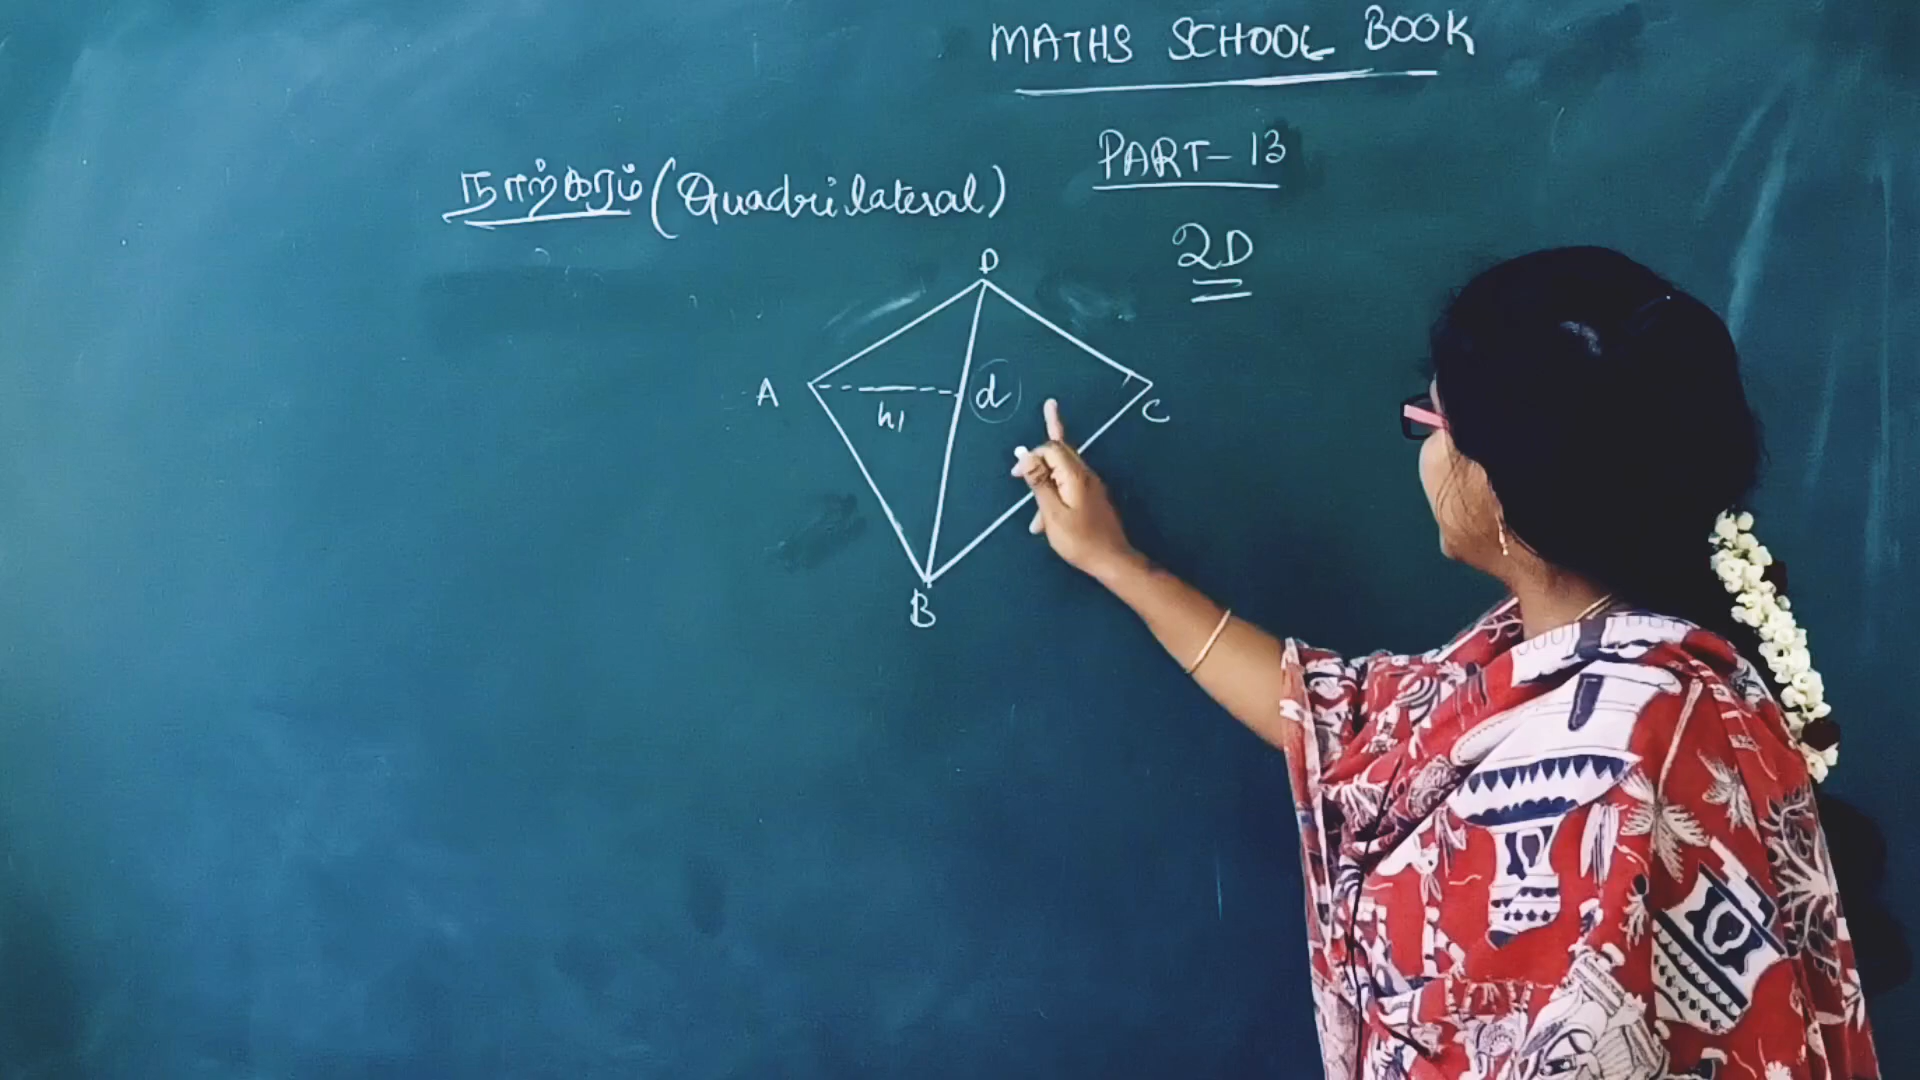 MATHS SCHOOL BOOK
PART-13
நாற்கரம் (Quadrilateral)
2D
D
A
h1
d
C
B